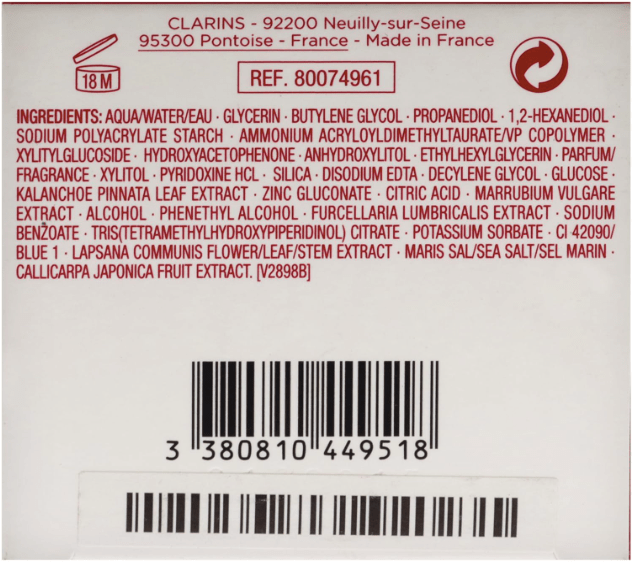 CLARINS - 92200 Neuilly-sur-Seine
95300 Pontoise - France - Made in France
18 M
REF. 80074961
INGREDIENTS: AQUA/WATER/EAU · GLYCERIN · BUTYLENE GLYCOL · PROPANEDIOL · 1,2-HEXANEDIOL ·
SODIUM POLYACRYLATE STARCH · AMMONIUM ACRYLOYLDIMETHYLTAURATE/VP COPOLYMER ·
XYLITYLGLUCOSIDE · HYDROXYACETOPHENONE · ANHYDROXYLITOL · ETHYLHEXYLGLYCERIN · PARFUM/
FRAGRANCE · XYLITOL · PYRIDOXINE HCL · SILICA · DISODIUM EDTA · DECYLENE GLYCOL · GLUCOSE ·
KALANCHOE PINNATA LEAF EXTRACT · ZINC GLUCONATE · CITRIC ACID · MARRUBIUM VULGARE
EXTRACT · ALCOHOL · PHENETHYL ALCOHOL · FURCELLARIA LUMBRICALIS EXTRACT · SODIUM
BENZOATE · TRIS(TETRAMETHYLHYDROXYPIPERIDINOL) CITRATE · POTASSIUM SORBATE · CI 42090/
BLUE 1 · LAPSANA COMMUNIS FLOWER/LEAF/STEM EXTRACT · MARIS SAL/SEA SALT/SEL MARIN ·
CALLICARPA JAPONICA FRUIT EXTRACT. [V2898B]
3 380810 449518